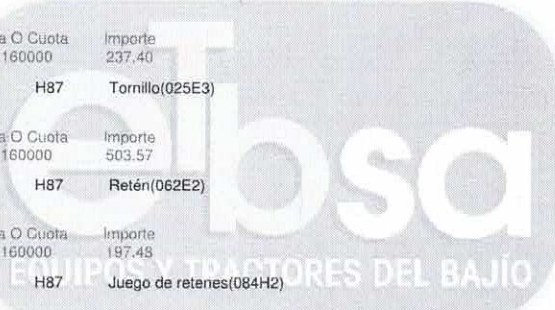 a O Cuota Importe
160000 237.40
H87 Tornillo(025E3)
a O Cuota Importe
160000 503.57
H87 Retén(062E2)
a O Cuota Importe
160000 197.48
H87 Juego de retenes(084H2)
eTbsa
EQUIPOS Y TRACTORES DEL BAJÍO